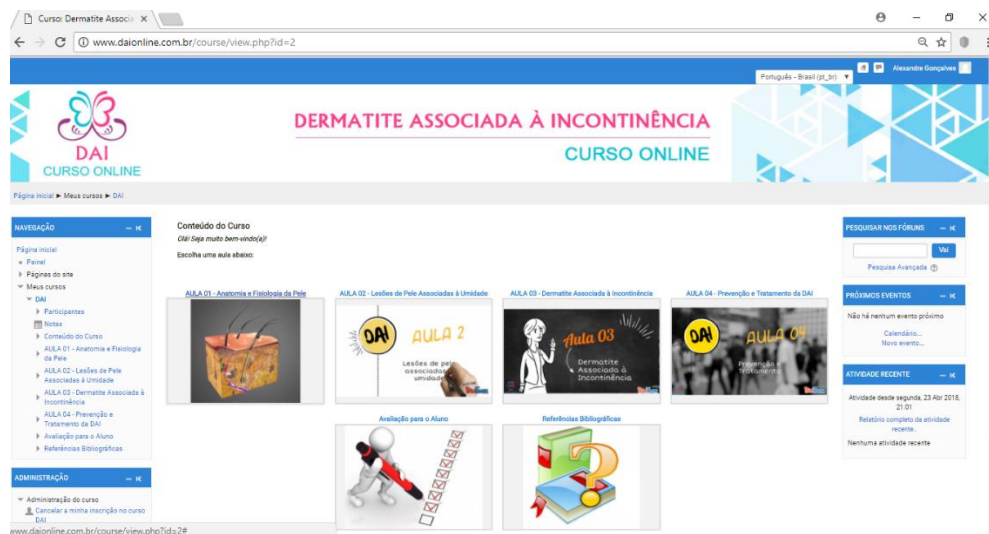 Curso: Dermatite Associa
www.daionline.com.br/course/view.php?id=2
Português - Brasil (pt_br)
Alexandre Gonçalves
DAI
CURSO ONLINE
DERMATITE ASSOCIADA À INCONTINÊNCIA
CURSO ONLINE
Página inicial ► Meus cursos ► DAI
NAVEGAÇÃO
Página inicial
Painel
Páginas do site
Meus cursos
DAI
Participantes
Notas
Conteúdo do Curso
AULA 01 - Anatomia e Fisiologia
da Pele
AULA 02 - Lesões de Pele
Associadas à Umidade
AULA 03 - Dermatite Associada à
Incontinência
AULA 04 - Prevenção e
Tratamento da DAI
Avaliação para o Aluno
Referências Bibliográficas
ADMINISTRAÇÃO
Administração do curso
Cancelar a minha inscrição no curso
DAI
www.daionline.com.br/course/view.php?id=2#
Conteúdo do Curso
Olá! Seja muito bem-vindo(a)!
Escolha uma aula abaixo:
AULA 01 - Anatomia e Fisiologia da Pele
AULA 02 - Lesões de Pele Associadas à Umidade
DAI
AULA 2
Lesões de pele
associadas
umidade
AULA 03 - Dermatite Associada à Incontinência
Aula 03
Dermatite
Associada à
Incontinência
AULA 04 - Prevenção e Tratamento da DAI
DAI
AULA 04
Prevenção e
Tratamento
Avaliação para o Aluno
Referências Bibliográficas
PESQUISAR NOS FÓRUNS
Vai
Pesquisa Avançada
PRÓXIMOS EVENTOS
Não há nenhum evento próximo
Calendário...
Novo evento...
ATIVIDADE RECENTE
Atividade desde segunda, 23 Abr 2018,
21:01
Relatório completo da atividade
recente..
Nenhuma atividade recente